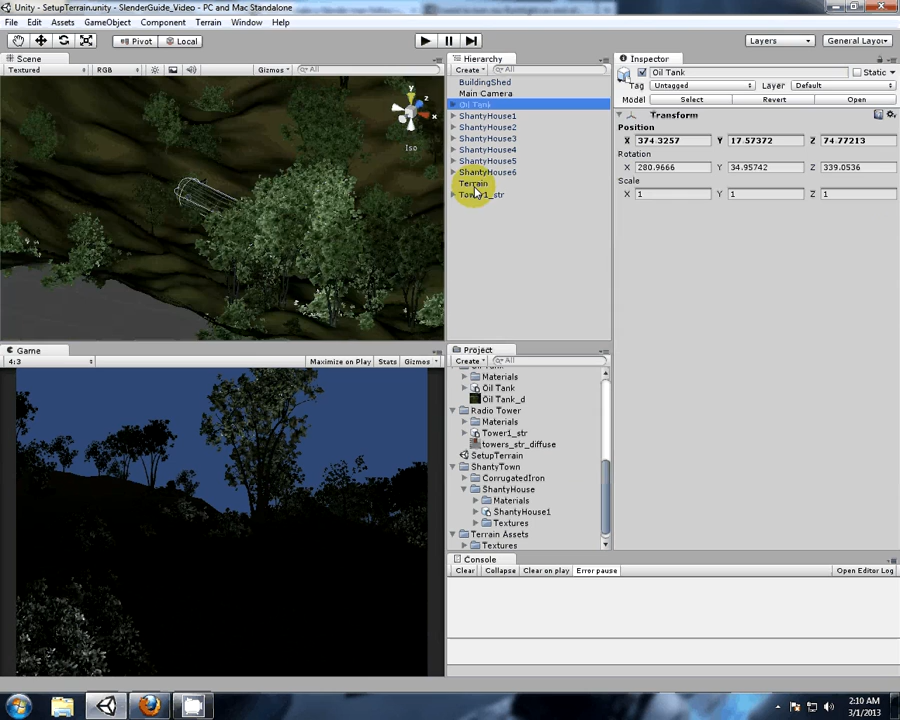 Unity - SetupTerrain.unity - SlenderGuide_Video - PC and Mac Standalone
File Edit Assets GameObject Component Terrain Window Help
Pivot Local Layers General Layou
Scene
Textured RGB Gizmos All
Y
Z
X
Iso
Hierarchy
Create All
BuildingShed
Main Camera
Oil Tank
ShantyHouse1
ShantyHouse2
ShantyHouse3
ShantyHouse4
ShantyHouse5
ShantyHouse6
Terrain
Tower1_str
Inspector
Oil Tank Static
Tag Untagged Layer Default
Model Select Revert Open
Transform
Position
X 374.3257 Y 17.57372 Z 74.77213
Rotation
X 280.9666 Y 34.95742 Z 339.0536
Scale
X 1 Y 1 Z 1
Game
4:3 Maximize on Play Stats Gizmos
Project
Create All
Materials
Oil Tank
Oil Tank_d
Radio Tower
Materials
Tower1_str
towers_str_diffuse
SetupTerrain
ShantyTown
CorrugatedIron
ShantyHouse
Materials
ShantyHouse1
Textures
Terrain Assets
Textures
Console
Clear Collapse Clear on play Error pause Open Editor Log
2:10 AM
3/1/2013